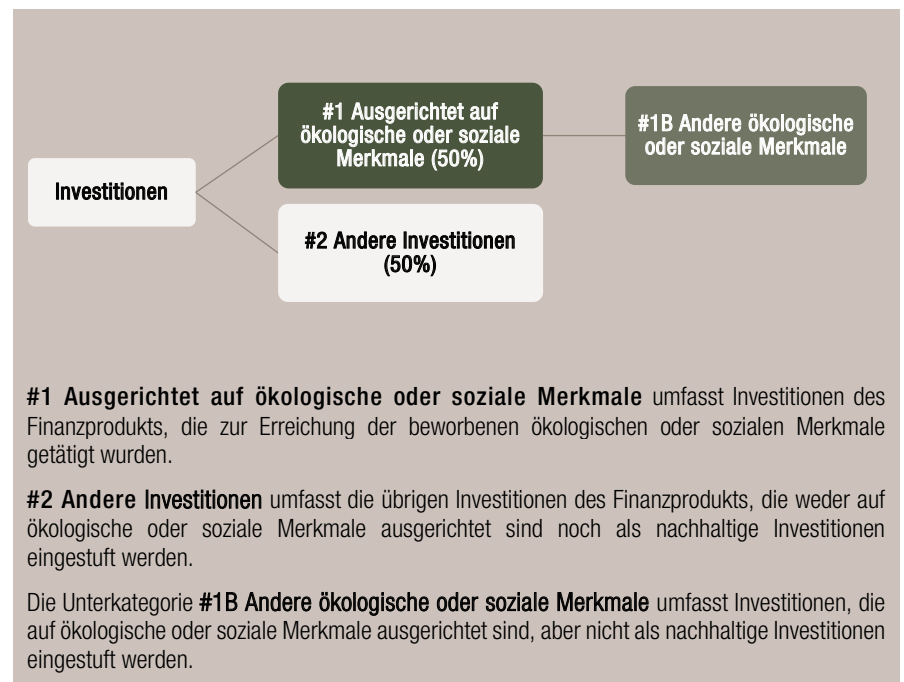 #1 Ausgerichtet auf
ökologische oder soziale
Merkmale (50%)
#1B Andere ökologische
oder soziale Merkmale
Investitionen
#2 Andere Investitionen
(50%)
#1 Ausgerichtet auf ökologische oder soziale Merkmale umfasst Investitionen des
Finanzprodukts, die zur Erreichung der beworbenen ökologischen oder sozialen Merkmale
getätigt wurden.
#2 Andere Investitionen umfasst die übrigen Investitionen des Finanzprodukts, die weder auf
ökologische oder soziale Merkmale ausgerichtet sind noch als nachhaltige Investitionen
eingestuft werden.
Die Unterkategorie #1B Andere ökologische oder soziale Merkmale umfasst Investitionen, die
auf ökologische oder soziale Merkmale ausgerichtet sind, aber nicht als nachhaltige Investitionen
eingestuft werden.